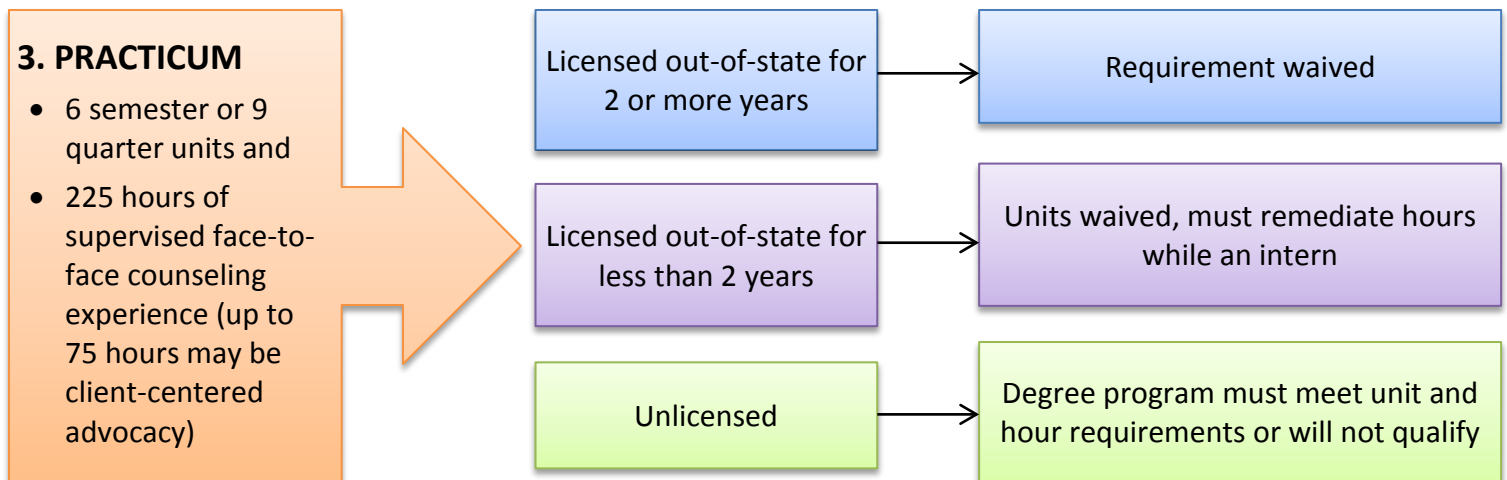 3. PRACTICUM
• 6 semester or 9
quarter units and
• 225 hours of
supervised face-to-
face counseling
experience (up to
75 hours may be
client-centered
advocacy)
Licensed out-of-state for
2 or more years
Requirement waived
Licensed out-of-state for
less than 2 years
Units waived, must remediate hours
while an intern
Unlicensed
Degree program must meet unit and
hour requirements or will not qualify